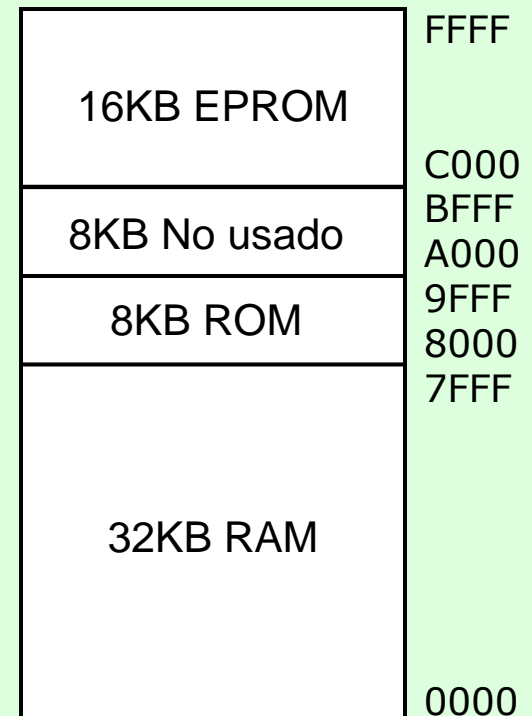 FFFF
16KB EPROM
C000
BFFF
8KB No usado
A000
9FFF
8KB ROM
8000
7FFF
32KB RAM
0000